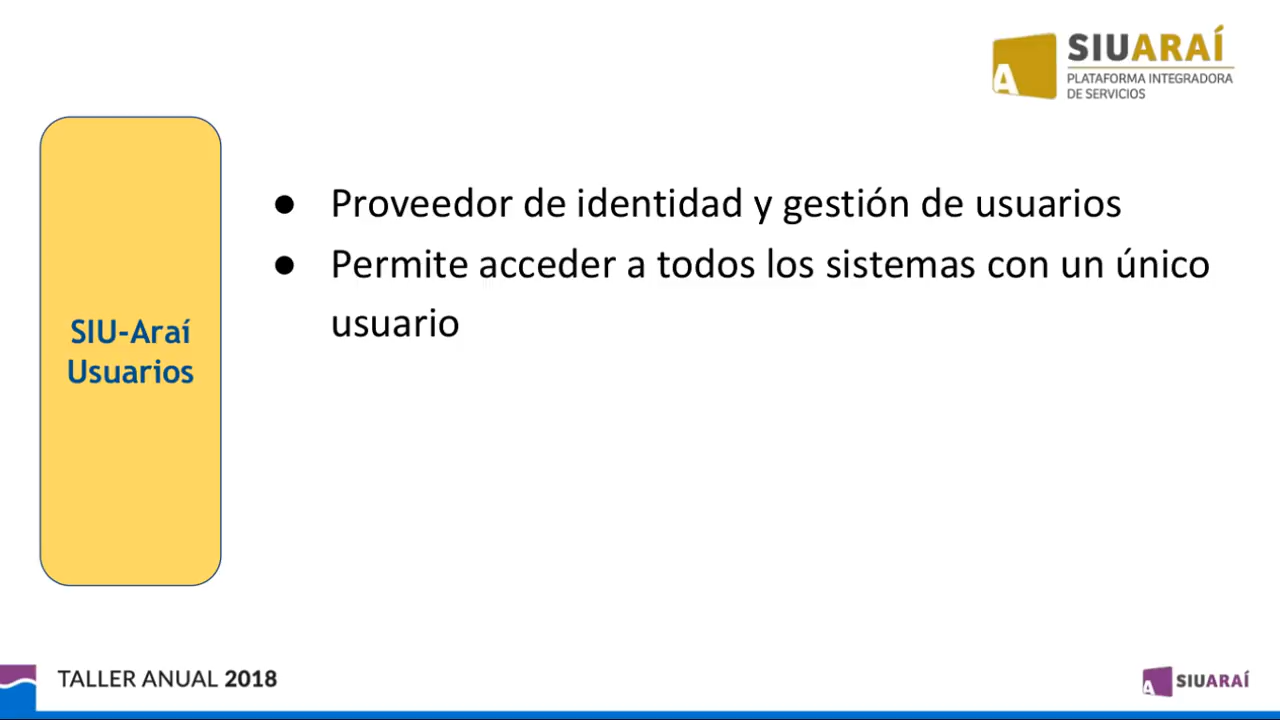 SIUARAÍ
PLATAFORMA INTEGRADORA
DE SERVICIOS
A
SIU-Araí
Usuarios
● Proveedor de identidad y gestión de usuarios
● Permite acceder a todos los sistemas con un único
usuario
TALLER ANUAL 2018
A SIUARAÍ